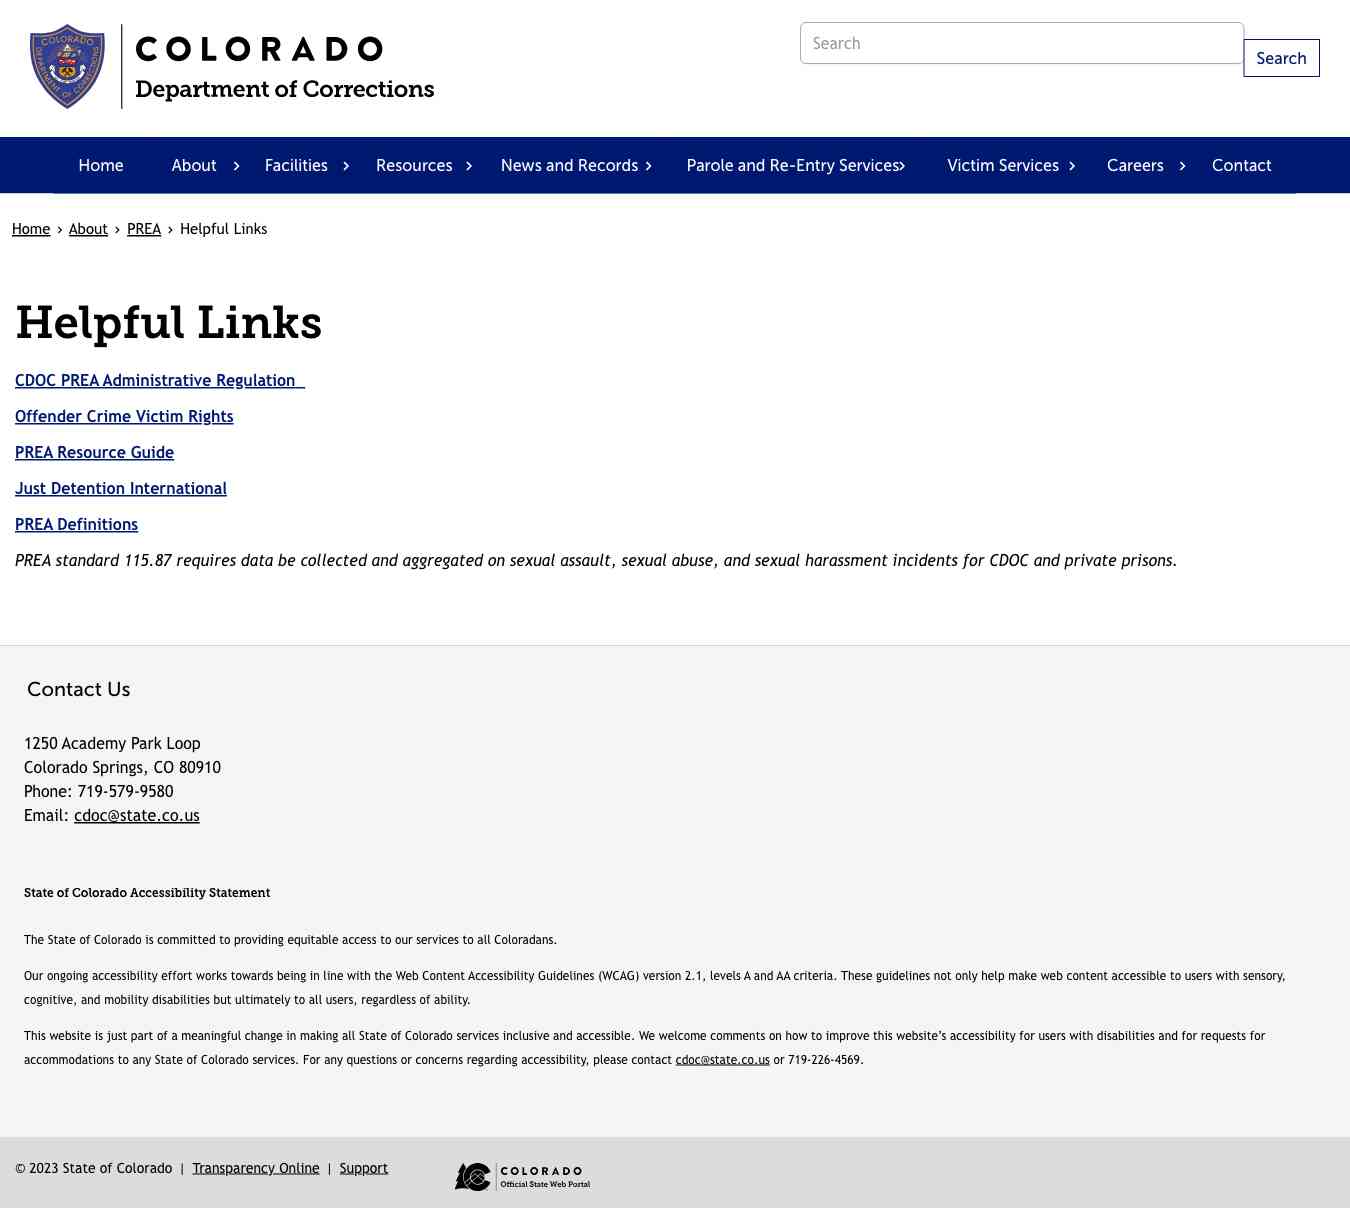 COLORADO
Department of Corrections
Search
Search
Home About Facilities Resources News and Records Parole and Re-Entry Services Victim Services Careers Contact
Home › About › PREA › Helpful Links
Helpful Links
CDOC PREA Administrative Regulation
Offender Crime Victim Rights
PREA Resource Guide
Just Detention International
PREA Definitions
PREA standard 115.87 requires data be collected and aggregated on sexual assault, sexual abuse, and sexual harassment incidents for CDOC and private prisons.
Contact Us
1250 Academy Park Loop
Colorado Springs, CO 80910
Phone: 719-579-9580
Email: cdoc@state.co.us
State of Colorado Accessibility Statement
The State of Colorado is committed to providing equitable access to our services to all Coloradans.
Our ongoing accessibility effort works towards being in line with the Web Content Accessibility Guidelines (WCAG) version 2.1, levels A and AA criteria. These guidelines not only help make web content accessible to users with sensory,
cognitive, and mobility disabilities but ultimately to all users, regardless of ability.
This website is just part of a meaningful change in making all State of Colorado services inclusive and accessible. We welcome comments on how to improve this website’s accessibility for users with disabilities and for requests for
accommodations to any State of Colorado services. For any questions or concerns regarding accessibility, please contact cdoc@state.co.us or 719-226-4569.
© 2023 State of Colorado | Transparency Online | Support
COLORADO
Official State Web Portal